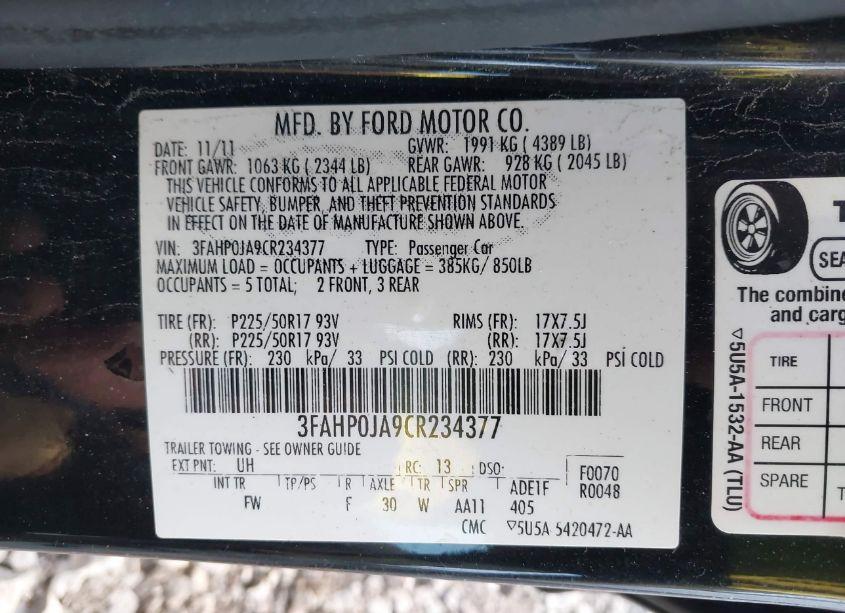 MFD. BY FORD MOTOR CO.
DATE: 11/11 GVWR: 1991 KG ( 4389 LB)
FRONT GAWR: 1063 KG ( 2344 LB) REAR GAWR: 928 KG ( 2045 LB)
THIS VEHICLE CONFORMS TO ALL APPLICABLE FEDERAL MOTOR
VEHICLE SAFETY, BUMPER, AND THEFT PREVENTION STANDARDS
IN EFFECT ON THE DATE OF MANUFACTURE SHOWN ABOVE.
VIN: 3FAHP0JA9CR234377 TYPE: Passenger Car
MAXIMUM LOAD = OCCUPANTS + LUGGAGE = 385KG/ 850LB
OCCUPANTS = 5 TOTAL; 2 FRONT, 3 REAR
TIRE (FR): P225/50R17 93V RIMS (FR): 17X7.5J
(RR): P225/50R17 93V (RR): 17X7.5J
PRESSURE (FR): 230 kPa/ 33 PSI COLD (RR): 230 kPa/ 33 PSI COLD
3FAHP0JA9CR234377
TRAILER TOWING - SEE OWNER GUIDE
EXT PNT: UH RC: 13 DSO: F0070
INT TR TP/PS R AXLE TR SPR ADE1F R0048
FW F 30 W AA11 405
CMC ▽5U5A 5420472-AA
T
SEA
The combine
and carg
TIRE
FRONT
REAR
SPARE
T
▽5U5A-1532-AA (TLU)